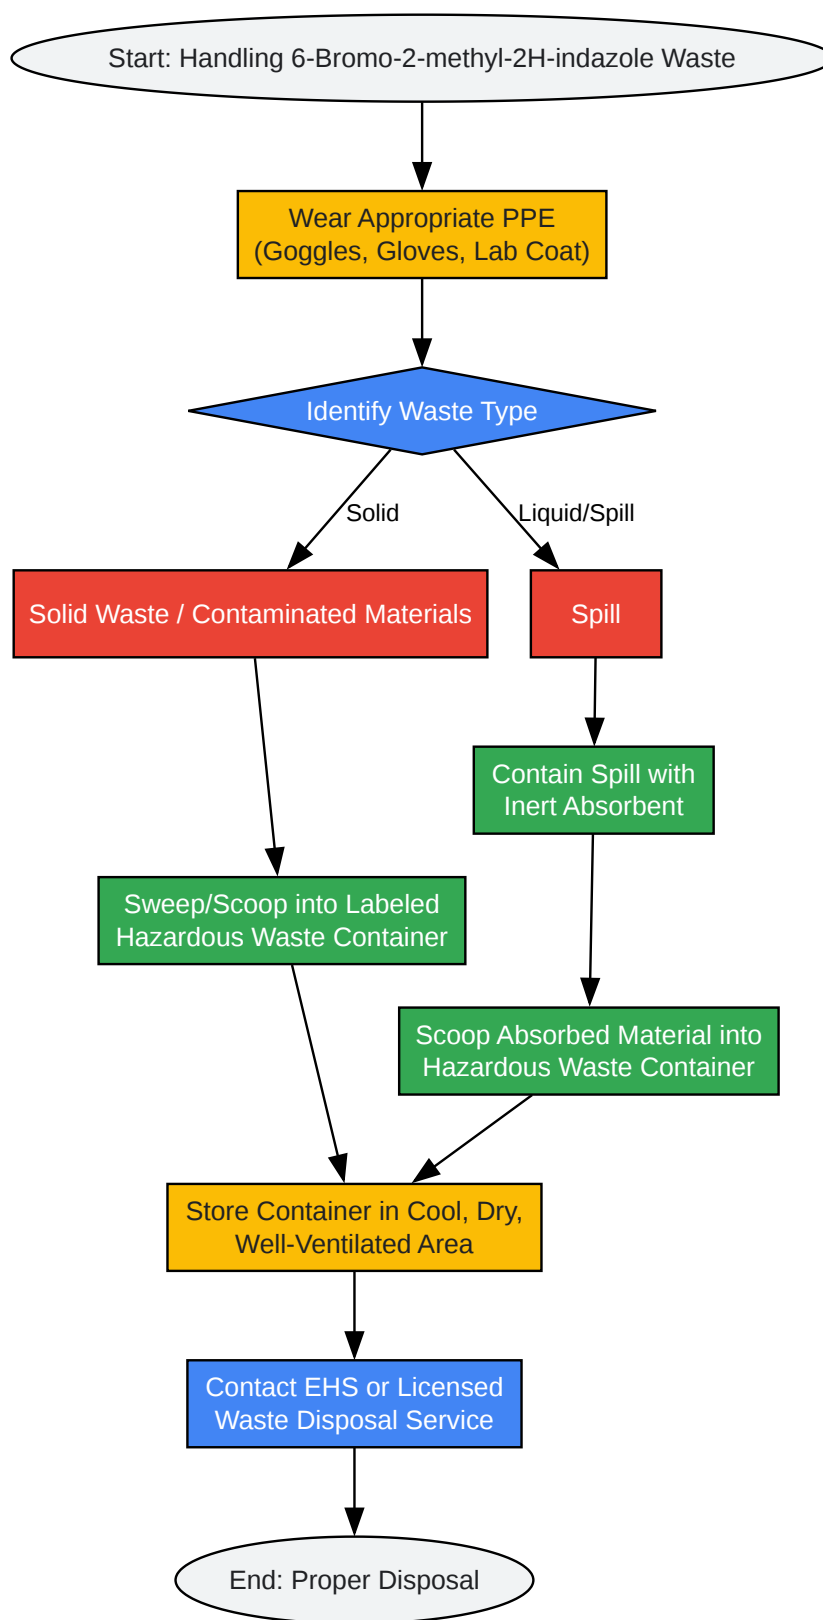 Start: Handling 6-Bromo-2-methyl-2H-indazole Waste
Wear Appropriate PPE
(Goggles, Gloves, Lab Coat)
Identify Waste Type
Solid
Liquid/Spill
Solid Waste / Contaminated Materials
Spill
Contain Spill with
Inert Absorbent
Sweep/Scoop into Labeled
Hazardous Waste Container
Scoop Absorbed Material into
Hazardous Waste Container
Store Container in Cool, Dry,
Well-Ventilated Area
Contact EHS or Licensed
Waste Disposal Service
End: Proper Disposal